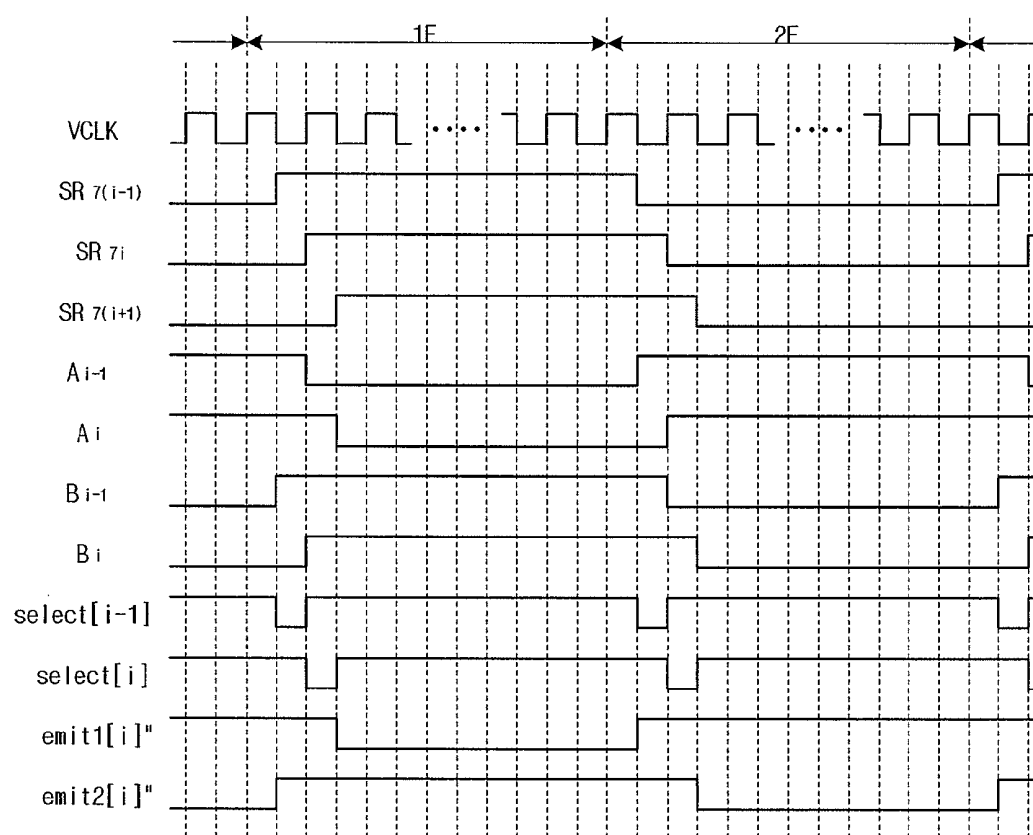 1F 2F
VCLK
SR 7(i-1)
SR 7i
SR 7(i+1)
A i-1
A i
B i-1
B i
select[i-1]
select[i]
emit1[i]"
emit2[i]"